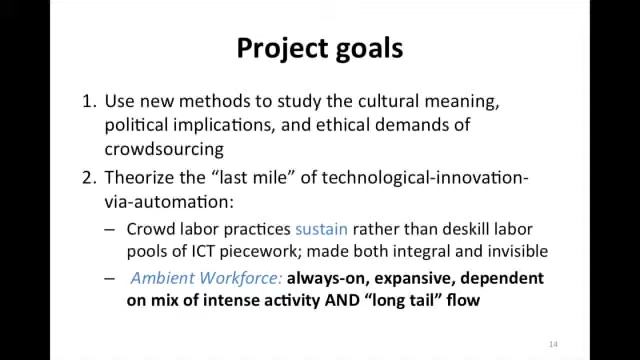 Project goals
1. Use new methods to study the cultural meaning,
political implications, and ethical demands of
crowdsourcing
2. Theorize the “last mile” of technological-innovation-
via-automation:
– Crowd labor practices sustain rather than deskill labor
pools of ICT piecework; made both integral and invisible
– Ambient Workforce: always-on, expansive, dependent
on mix of intense activity AND “long tail” flow
14